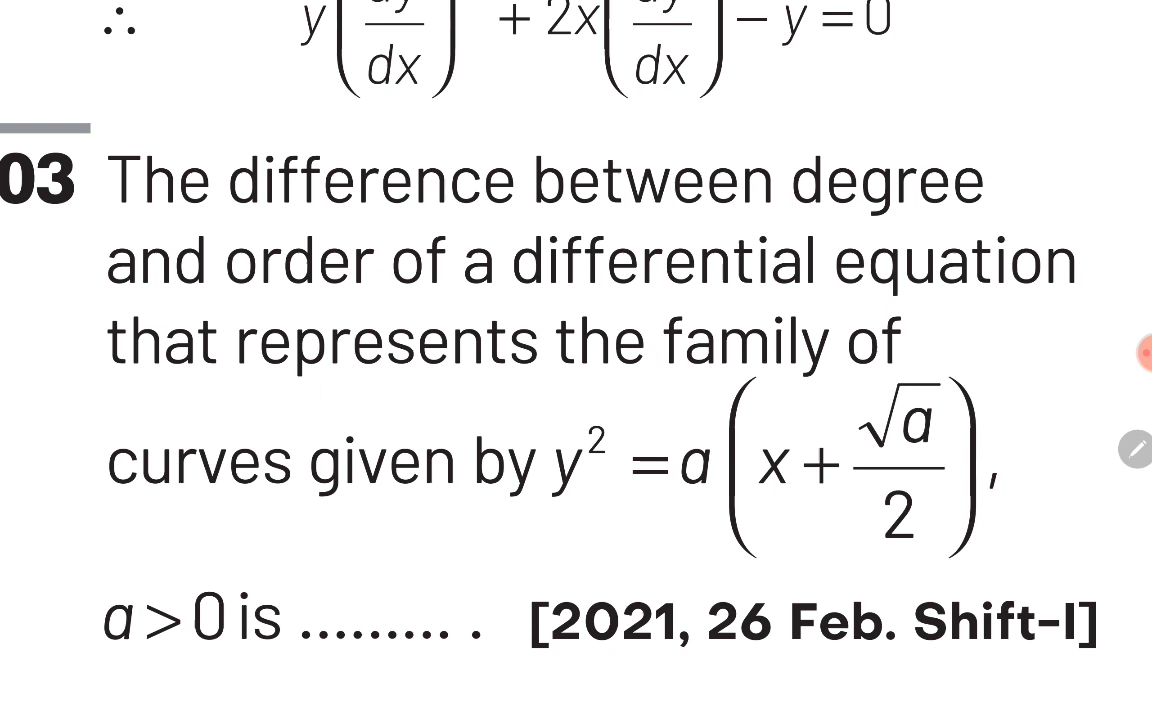 ∴ y(dy/dx) + 2x(dy/dx) − y = 0
03 The difference between degree
and order of a differential equation
that represents the family of
curves given by y² = a(x + √a/2),
a > 0 is ......... . [2021, 26 Feb. Shift-I]